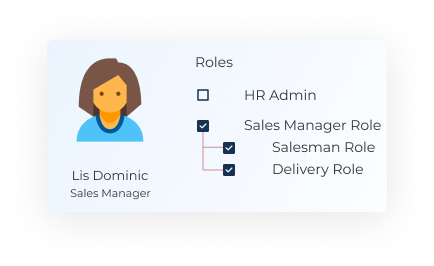 Roles
HR Admin
Sales Manager Role
Salesman Role
Delivery Role
Lis Dominic
Sales Manager